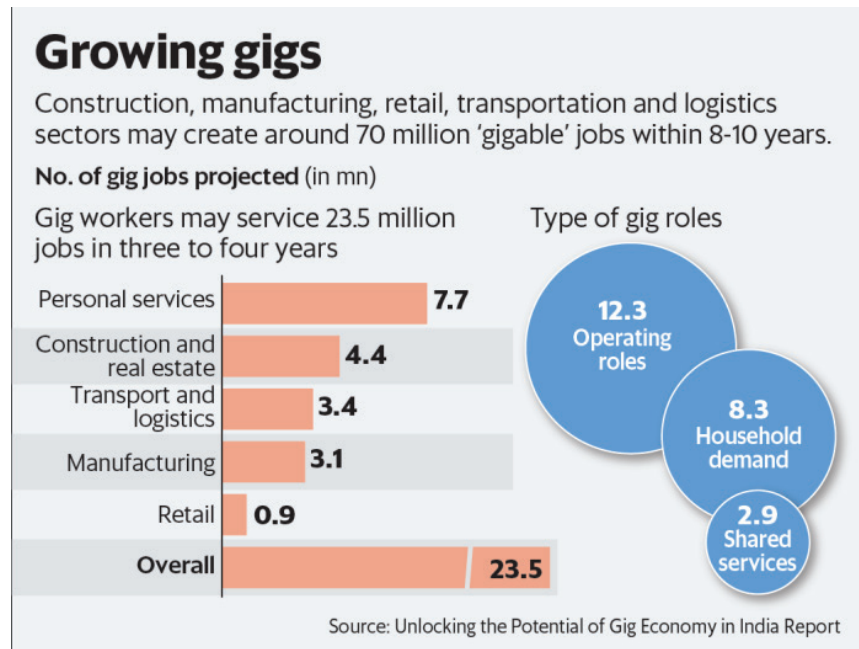 Growing gigs
Construction, manufacturing, retail, transportation and logistics
sectors may create around 70 million ‘gigable’ jobs within 8-10 years.
No. of gig jobs projected (in mn)
Gig workers may service 23.5 million
jobs in three to four years
Personal services
7.7
Construction and
real estate
4.4
Transport and
logistics
3.4
Manufacturing
3.1
Retail
0.9
Overall
23.5
Type of gig roles
12.3
Operating
roles
8.3
Household
demand
2.9
Shared
services
Source: Unlocking the Potential of Gig Economy in India Report